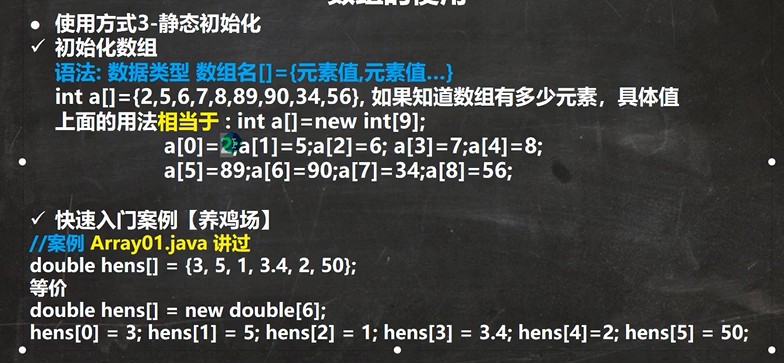 数组的使用
使用方式3-静态初始化
初始化数组
语法: 数据类型 数组名[]={元素值,元素值...}
int a[]={2,5,6,7,8,89,90,34,56}, 如果知道数组有多少元素，具体值
上面的用法相当于 : int a[]=new int[9];
a[0]=2;a[1]=5;a[2]=6; a[3]=7;a[4]=8;
a[5]=89;a[6]=90;a[7]=34;a[8]=56;
快速入门案例【养鸡场】
//案例 Array01.java 讲过
double hens[] = {3, 5, 1, 3.4, 2, 50};
等价
double hens[] = new double[6];
hens[0] = 3; hens[1] = 5; hens[2] = 1; hens[3] = 3.4; hens[4]=2; hens[5] = 50;